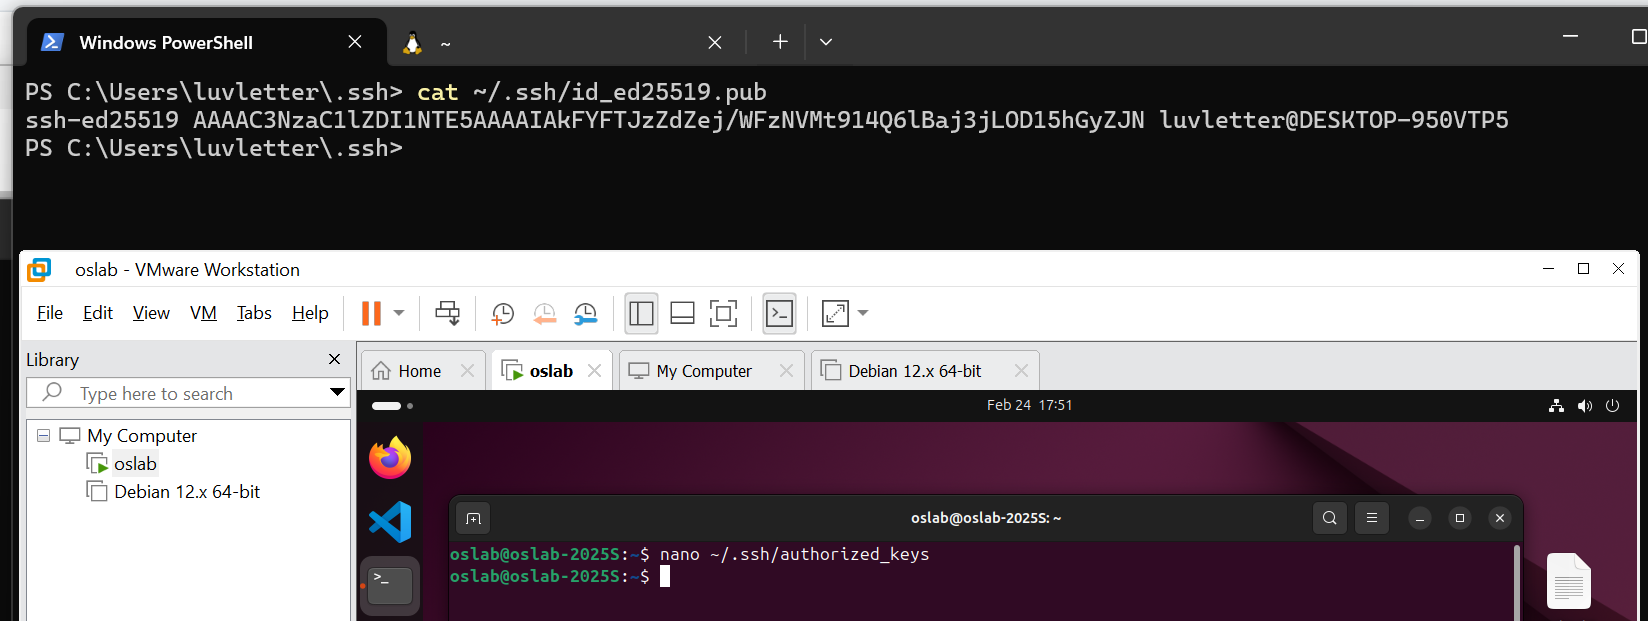 Windows PowerShell
~
PS C:\Users\luvletter\.ssh> cat ~/.ssh/id_ed25519.pub
ssh-ed25519 AAAAC3NzaC1lZDI1NTE5AAAAIAkFYFTJzZdZej/WFzNVMt914Q6lBaj3jLOD15hGyZJN luvletter@DESKTOP-950VTP5
PS C:\Users\luvletter\.ssh>
oslab - VMware Workstation
File Edit View VM Tabs Help
Library
Home oslab My Computer Debian 12.x 64-bit
Type here to search
Feb 24 17:51
My Computer
oslab
Debian 12.x 64-bit
oslab@oslab-2025S: ~
oslab@oslab-2025S:~$ nano ~/.ssh/authorized_keys
oslab@oslab-2025S:~$